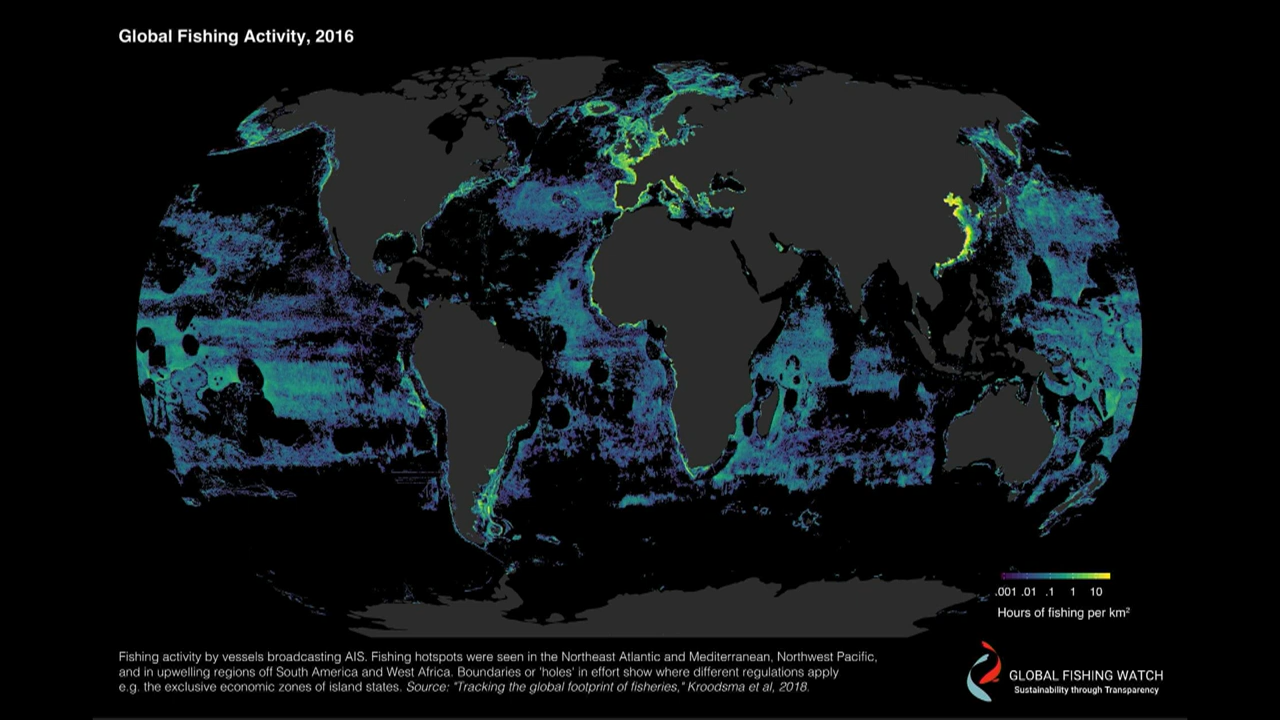 Global Fishing Activity, 2016
.001 .01 .1 1 10
Hours of fishing per km²
Fishing activity by vessels broadcasting AIS. Fishing hotspots were seen in the Northeast Atlantic and Mediterranean, Northwest Pacific,
and in upwelling regions off South America and West Africa. Boundaries or 'holes' in effort show where different regulations apply
e.g. the exclusive economic zones of island states. Source: "Tracking the global footprint of fisheries," Kroodsma et al, 2018.
GLOBAL FISHING WATCH
Sustainability through Transparency